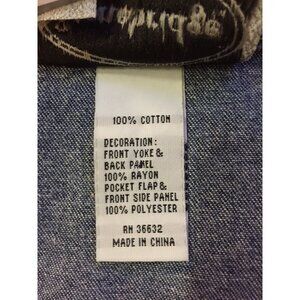 100% COTTON
DECORATION:
FRONT YOKE &
BACK PANEL
100% RAYON
POCKET FLAP &
FRONT SIDE PANEL
100% POLYESTER
RN 36632
MADE IN CHINA